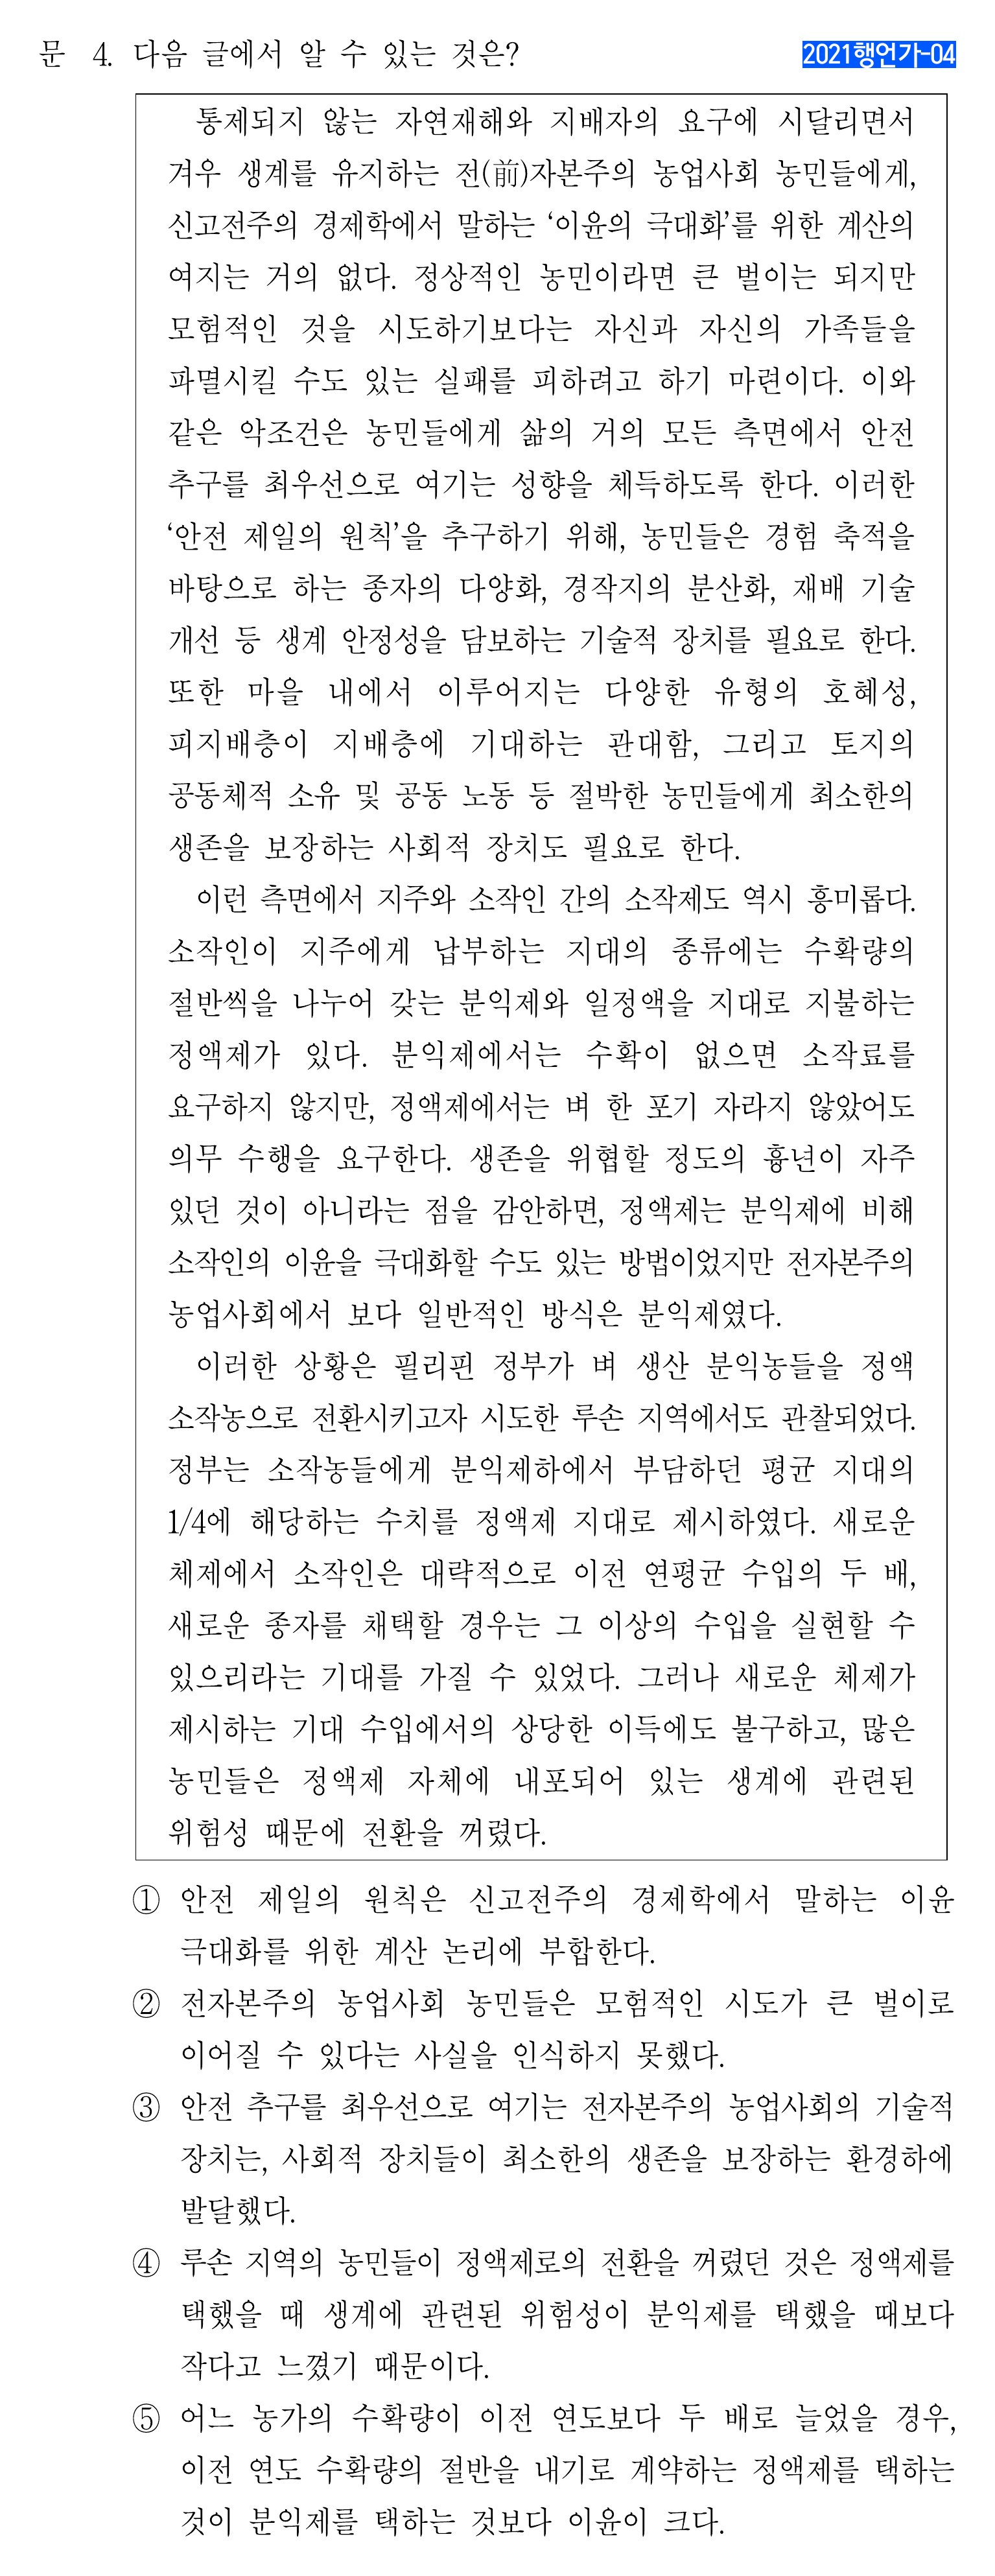 문 4. 다음 글에서 알 수 있는 것은?
2021행언가-04
통제되지 않는 자연재해와 지배자의 요구에 시달리면서
겨우 생계를 유지하는 전(前)자본주의 농업사회 농민들에게,
신고전주의 경제학에서 말하는 ‘이윤의 극대화’를 위한 계산의
여지는 거의 없다. 정상적인 농민이라면 큰 벌이는 되지만
모험적인 것을 시도하기보다는 자신과 자신의 가족들을
파멸시킬 수도 있는 실패를 피하려고 하기 마련이다. 이와
같은 악조건은 농민들에게 삶의 거의 모든 측면에서 안전
추구를 최우선으로 여기는 성향을 체득하도록 한다. 이러한
‘안전 제일의 원칙’을 추구하기 위해, 농민들은 경험 축적을
바탕으로 하는 종자의 다양화, 경작지의 분산화, 재배 기술
개선 등 생계 안정성을 담보하는 기술적 장치를 필요로 한다.
또한 마을 내에서 이루어지는 다양한 유형의 호혜성,
피지배층이 지배층에 기대하는 관대함, 그리고 토지의
공동체적 소유 및 공동 노동 등 절박한 농민들에게 최소한의
생존을 보장하는 사회적 장치도 필요로 한다.
이런 측면에서 지주와 소작인 간의 소작제도 역시 흥미롭다.
소작인이 지주에게 납부하는 지대의 종류에는 수확량의
절반씩을 나누어 갖는 분익제와 일정액을 지대로 지불하는
정액제가 있다. 분익제에서는 수확이 없으면 소작료를
요구하지 않지만, 정액제에서는 벼 한 포기 자라지 않았어도
의무 수행을 요구한다. 생존을 위협할 정도의 흉년이 자주
있던 것이 아니라는 점을 감안하면, 정액제는 분익제에 비해
소작인의 이윤을 극대화할 수도 있는 방법이었지만 전자본주의
농업사회에서 보다 일반적인 방식은 분익제였다.
이러한 상황은 필리핀 정부가 벼 생산 분익농들을 정액
소작농으로 전환시키고자 시도한 루손 지역에서도 관찰되었다.
정부는 소작농들에게 분익제하에서 부담하던 평균 지대의
1/4에 해당하는 수치를 정액제 지대로 제시하였다. 새로운
체제에서 소작인은 대략적으로 이전 연평균 수입의 두 배,
새로운 종자를 채택할 경우는 그 이상의 수입을 실현할 수
있으리라는 기대를 가질 수 있었다. 그러나 새로운 체제가
제시하는 기대 수입에서의 상당한 이득에도 불구하고, 많은
농민들은 정액제 자체에 내포되어 있는 생계에 관련된
위험성 때문에 전환을 꺼렸다.
① 안전 제일의 원칙은 신고전주의 경제학에서 말하는 이윤
극대화를 위한 계산 논리에 부합한다.
② 전자본주의 농업사회 농민들은 모험적인 시도가 큰 벌이로
이어질 수 있다는 사실을 인식하지 못했다.
③ 안전 추구를 최우선으로 여기는 전자본주의 농업사회의 기술적
장치는, 사회적 장치들이 최소한의 생존을 보장하는 환경하에
발달했다.
④ 루손 지역의 농민들이 정액제로의 전환을 꺼렸던 것은 정액제를
택했을 때 생계에 관련된 위험성이 분익제를 택했을 때보다
작다고 느꼈기 때문이다.
⑤ 어느 농가의 수확량이 이전 연도보다 두 배로 늘었을 경우,
이전 연도 수확량의 절반을 내기로 계약하는 정액제를 택하는
것이 분익제를 택하는 것보다 이윤이 크다.